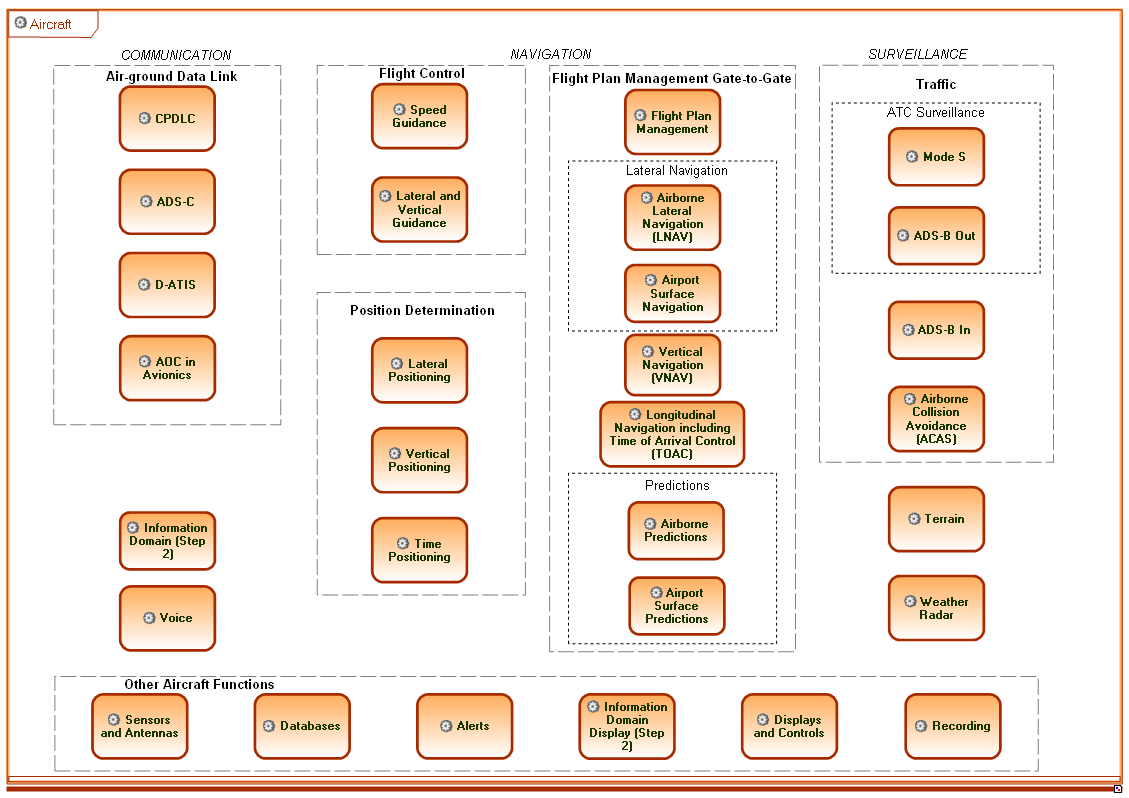 Aircraft
COMMUNICATION
Air-ground Data Link
CPDLC
ADS-C
D-ATIS
AOC in
Avionics
Information
Domain (Step
2)
Voice
NAVIGATION
Flight Control
Speed
Guidance
Lateral and
Vertical
Guidance
Position Determination
Lateral
Positioning
Vertical
Positioning
Time
Positioning
Flight Plan Management Gate-to-Gate
Flight Plan
Management
Lateral Navigation
Airborne
Lateral
Navigation
(LNAV)
Airport
Surface
Navigation
Vertical
Navigation
(VNAV)
Longitudinal
Navigation including
Time of Arrival Control
(TOAC)
Predictions
Airborne
Predictions
Airport
Surface
Predictions
SURVEILLANCE
Traffic
ATC Surveillance
Mode S
ADS-B Out
ADS-B In
Airborne
Collision
Avoidance
(ACAS)
Terrain
Weather
Radar
Other Aircraft Functions
Sensors
and Antennas
Databases
Alerts
Information
Domain
Display (Step
2)
Displays
and Controls
Recording